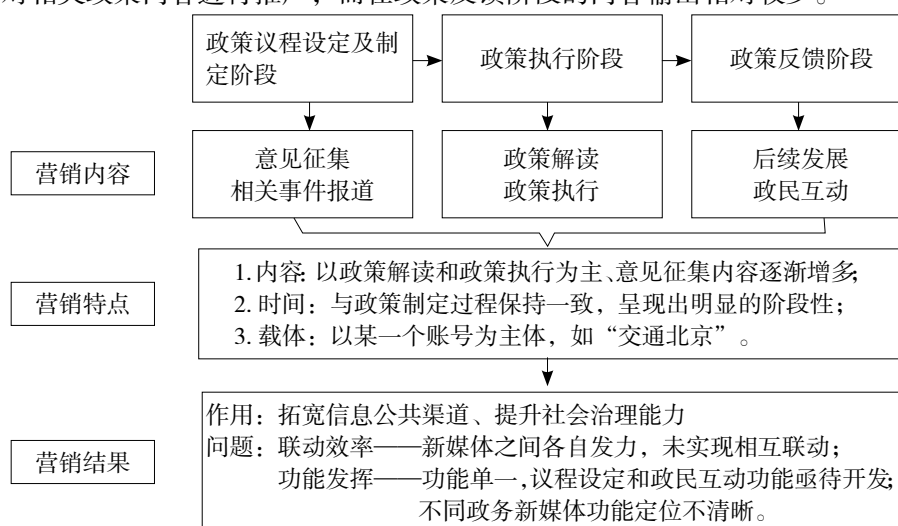 对相关政策内容进行推广，而在政策反馈阶段的内容输出相对较少。
政策议程设定及制
定阶段
政策执行阶段
政策反馈阶段
营销内容
意见征集
相关事件报道
政策解读
政策执行
后续发展
政民互动
营销特点
1.内容：以政策解读和政策执行为主、意见征集内容逐渐增多；
2.时间：与政策制定过程保持一致，呈现出明显的阶段性；
3.载体：以某一个账号为主体，如“交通北京”。
营销结果
作用：拓宽信息公共渠道、提升社会治理能力
问题：联动效率——新媒体之间各自发力，未实现相互联动；
功能发挥——功能单一，议程设定和政民互动功能亟待开发；
不同政务新媒体功能定位不清晰。